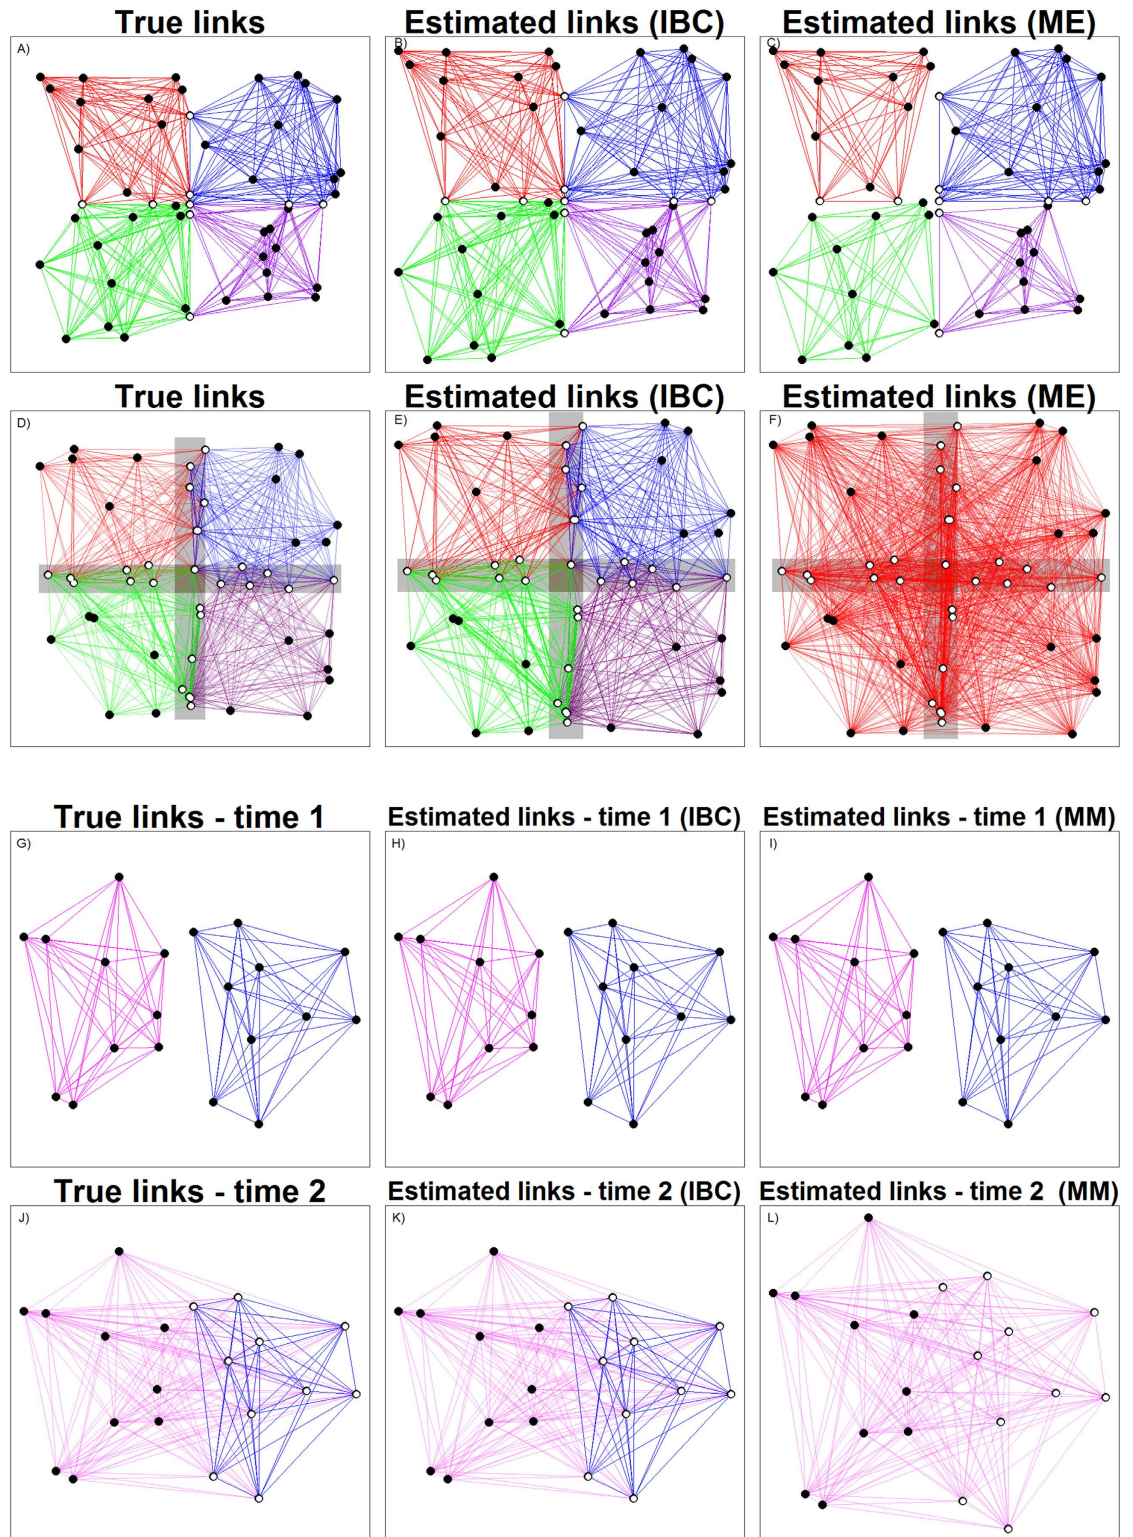 True links
Estimated links (IBC)
Estimated links (ME)
A)
B)
C)
True links
Estimated links (IBC)
Estimated links (ME)
D)
E)
F)
True links - time 1
Estimated links - time 1 (IBC)
Estimated links - time 1 (MM)
G)
H)
I)
True links - time 2
Estimated links - time 2 (IBC)
Estimated links - time 2 (MM)
J)
K)
L)